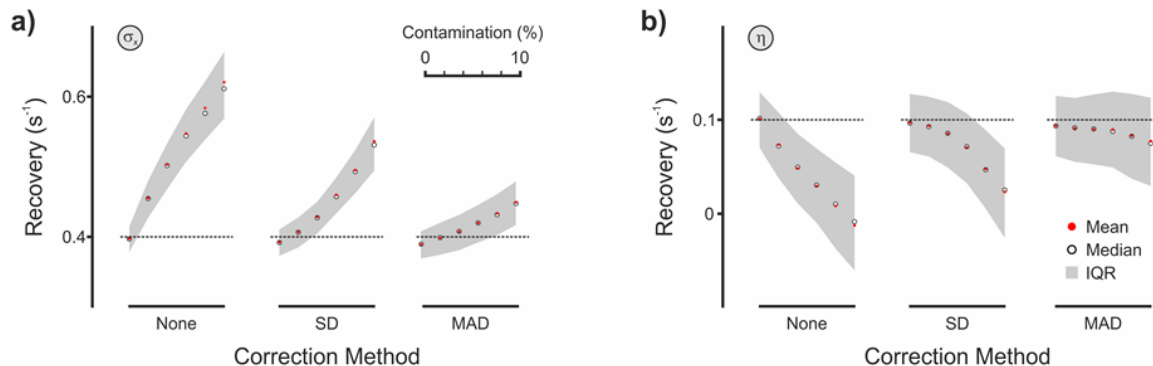 a)
σx
Contamination (%)
0 10
0.6
0.4
Recovery (s-1)
None SD MAD
Correction Method
b)
η
0.1
0
Recovery (s-1)
Mean
Median
IQR
None SD MAD
Correction Method